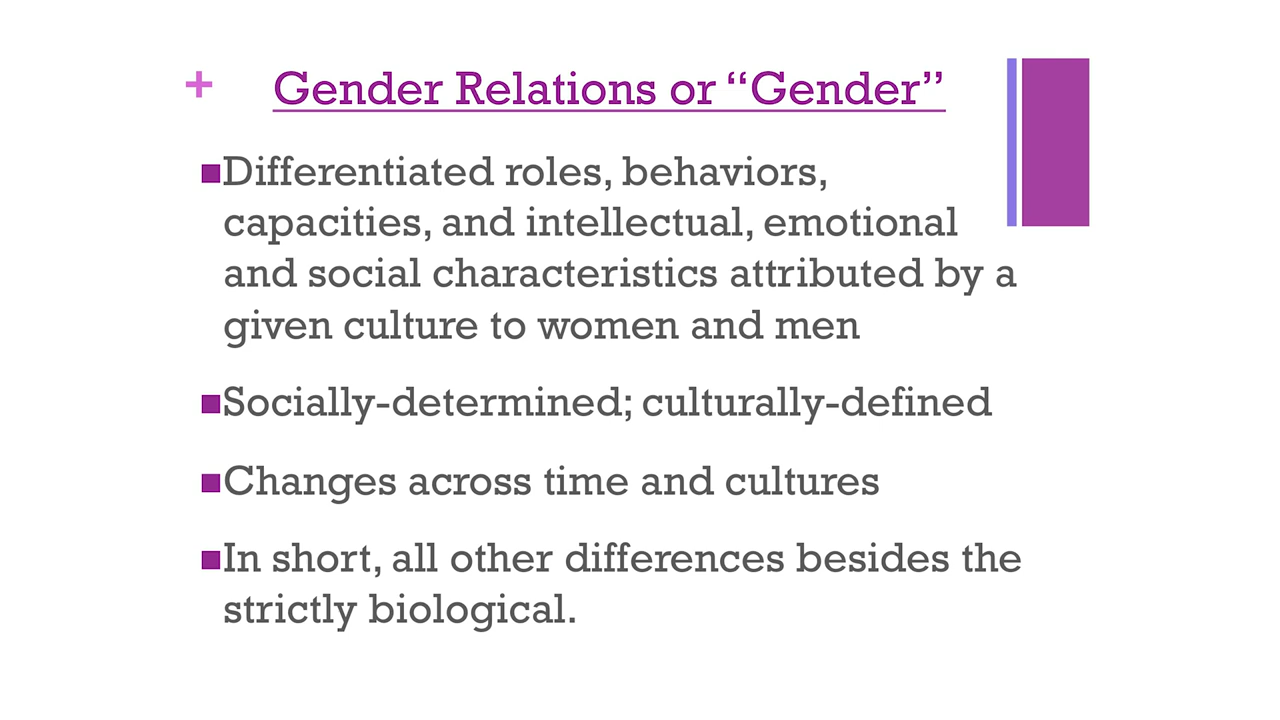 + Gender Relations or “Gender”
■Differentiated roles, behaviors,
capacities, and intellectual, emotional
and social characteristics attributed by a
given culture to women and men
■Socially-determined; culturally-defined
■Changes across time and cultures
■In short, all other differences besides the
strictly biological.